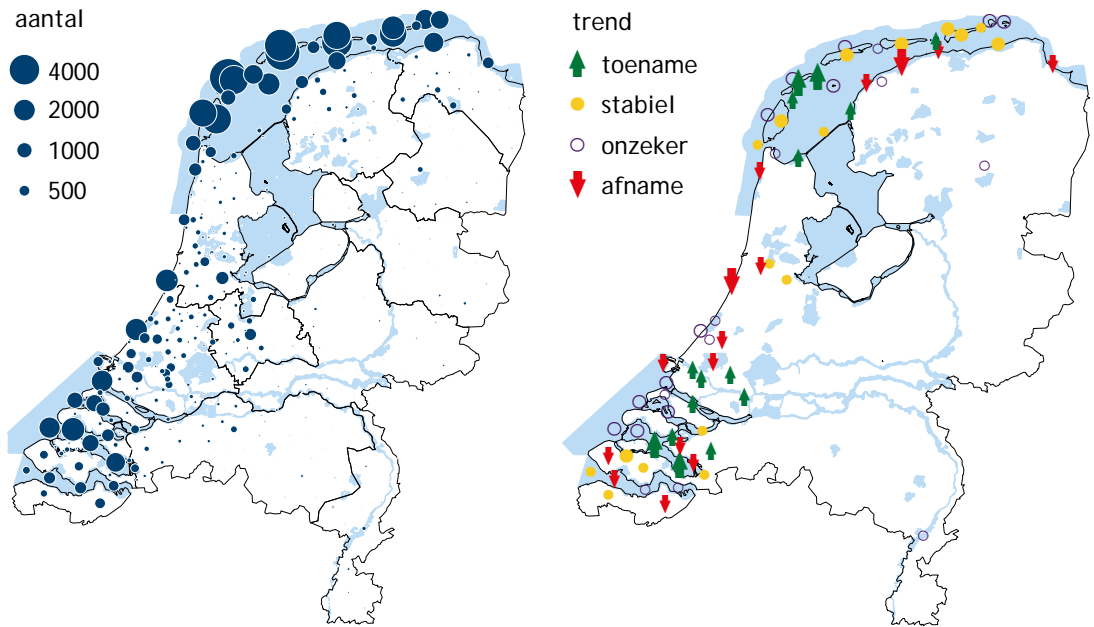 aantal
4000
2000
1000
500
trend
toename
stabiel
onzeker
afname